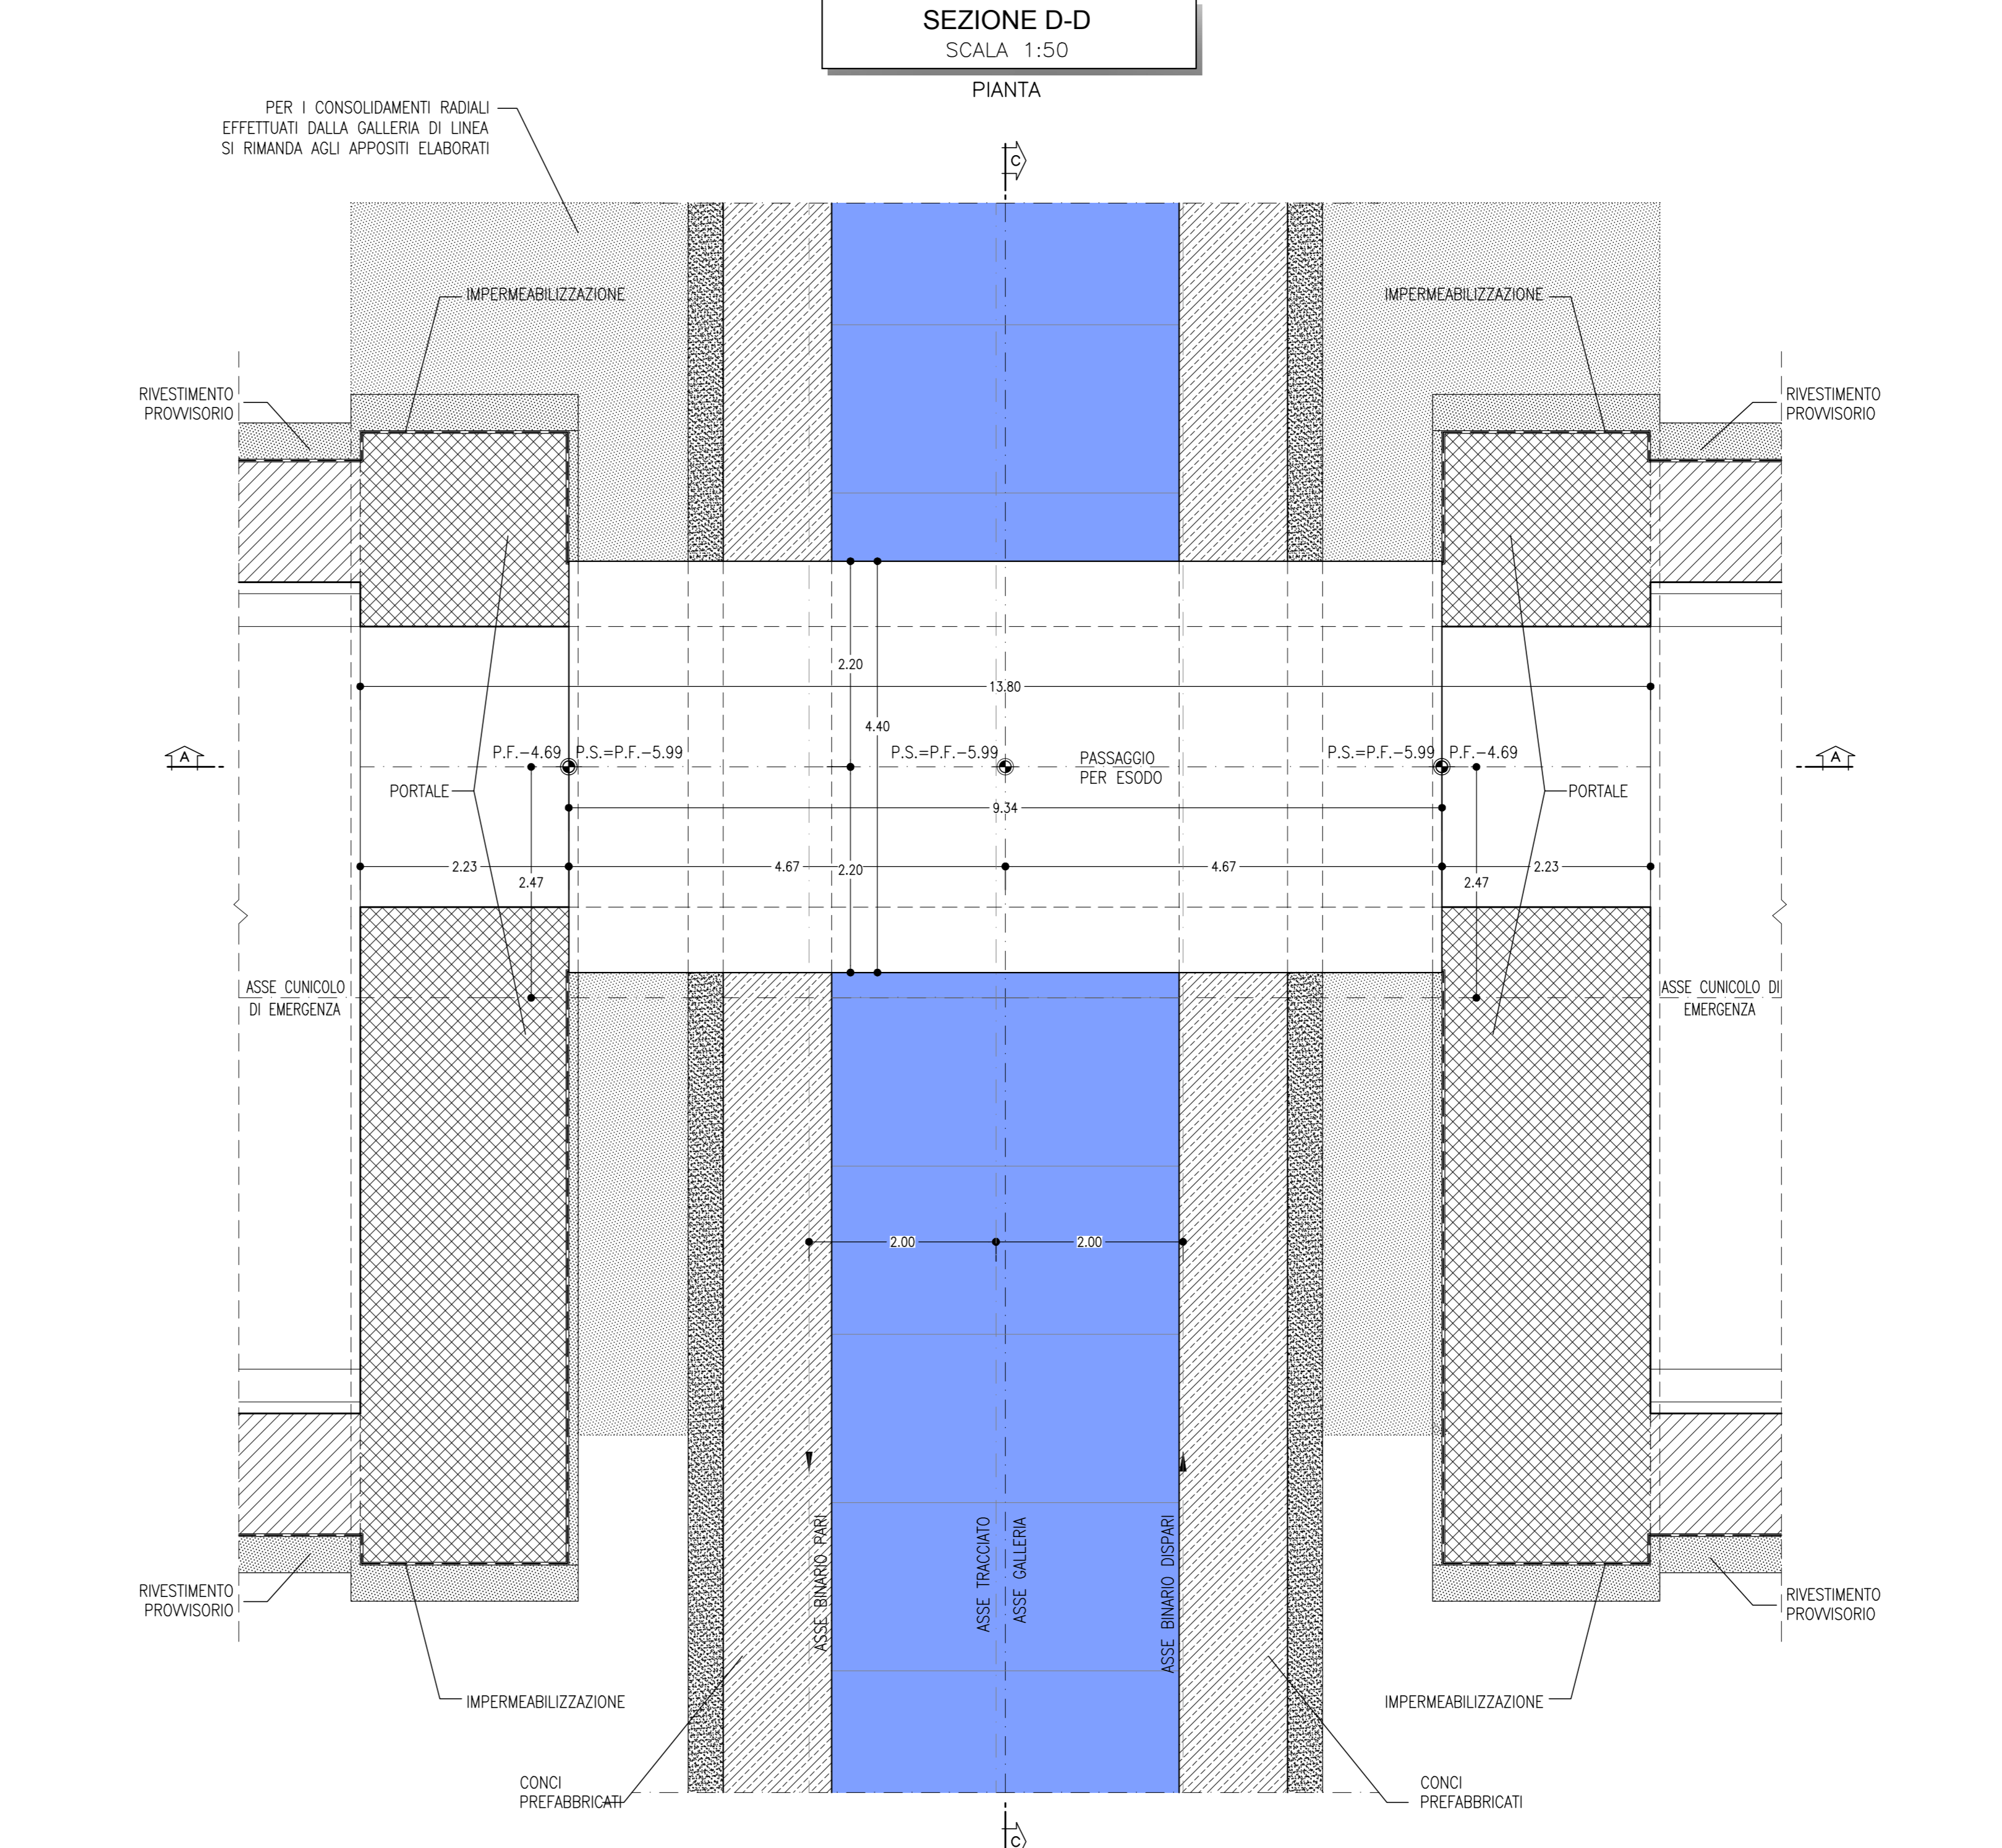 SEZIONE D-D
SCALA 1:50
PIANTA
PER I CONSOLIDAMENTI RADIALI
EFFETTUATI DALLA GALLERIA DI LINEA
SI RIMANDA AGLI APPOSITI ELABORATI
C
IMPERMEABILIZZAZIONE
IMPERMEABILIZZAZIONE
RIVESTIMENTO
PROVVISORIO
RIVESTIMENTO
PROVVISORIO
2.20
13.80
4.40
A
P.F.-4.69
P.S.=P.F.-5.99
P.S.=P.F.-5.99
PASSAGGIO
PER ESODO
P.S.=P.F.-5.99
P.F.-4.69
A
PORTALE
PORTALE
9.34
2.23
4.67
2.20
4.67
2.23
2.47
2.47
ASSE CUNICOLO
DI EMERGENZA
ASSE CUNICOLO DI
EMERGENZA
2.00
2.00
ASSE BINARIO PARI
ASSE TRACCIATO
ASSE GALLERIA
ASSE BINARIO DISPARI
RIVESTIMENTO
PROVVISORIO
RIVESTIMENTO
PROVVISORIO
IMPERMEABILIZZAZIONE
IMPERMEABILIZZAZIONE
CONCI
PREFABBRICATI
CONCI
PREFABBRICATI
C